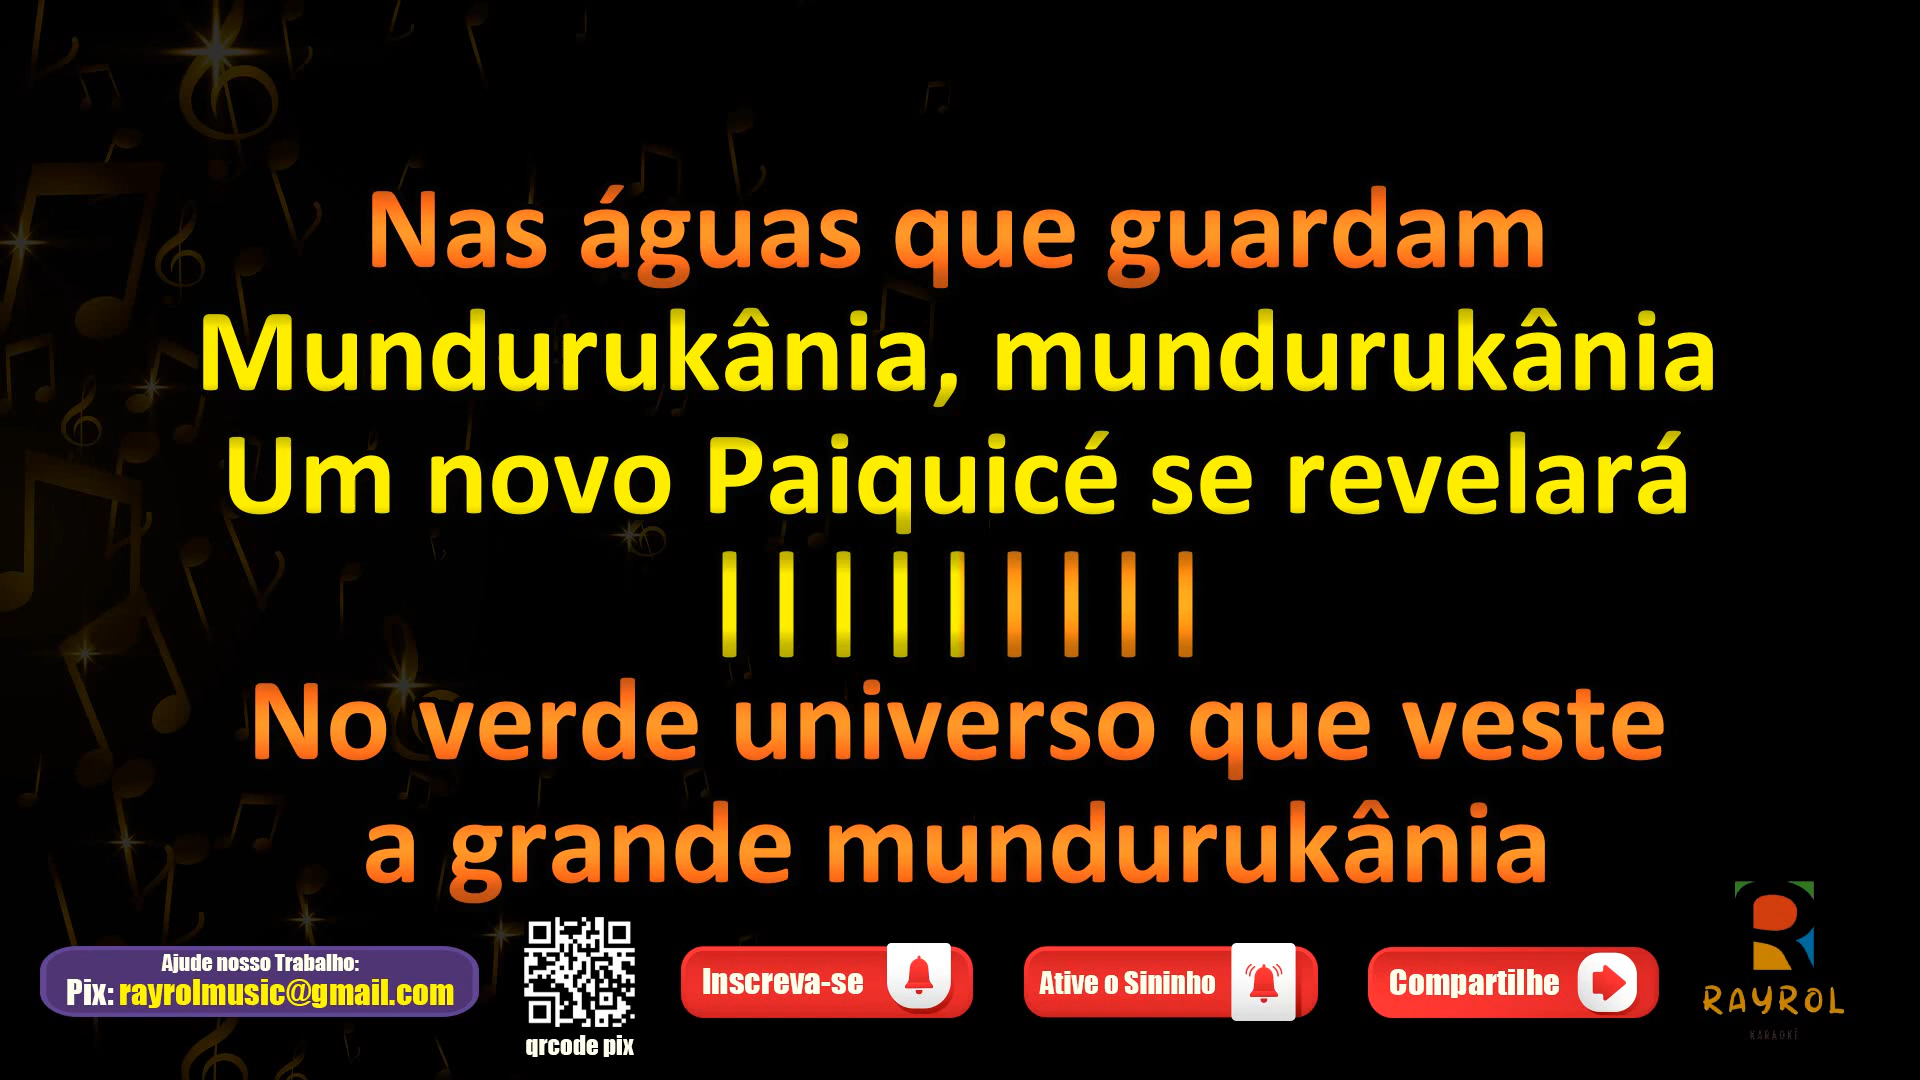 Nas águas que guardam
Mundurukânia, mundurukânia
Um novo Paiquicé se revelará
| | | | | | | | |
No verde universo que veste
a grande mundurukânia
Ajude nosso Trabalho:
Pix: rayrolmusic@gmail.com
qrcode pix
Inscreva-se
Ative o Sininho
Compartilhe
RAYROL
KARAOKÊ